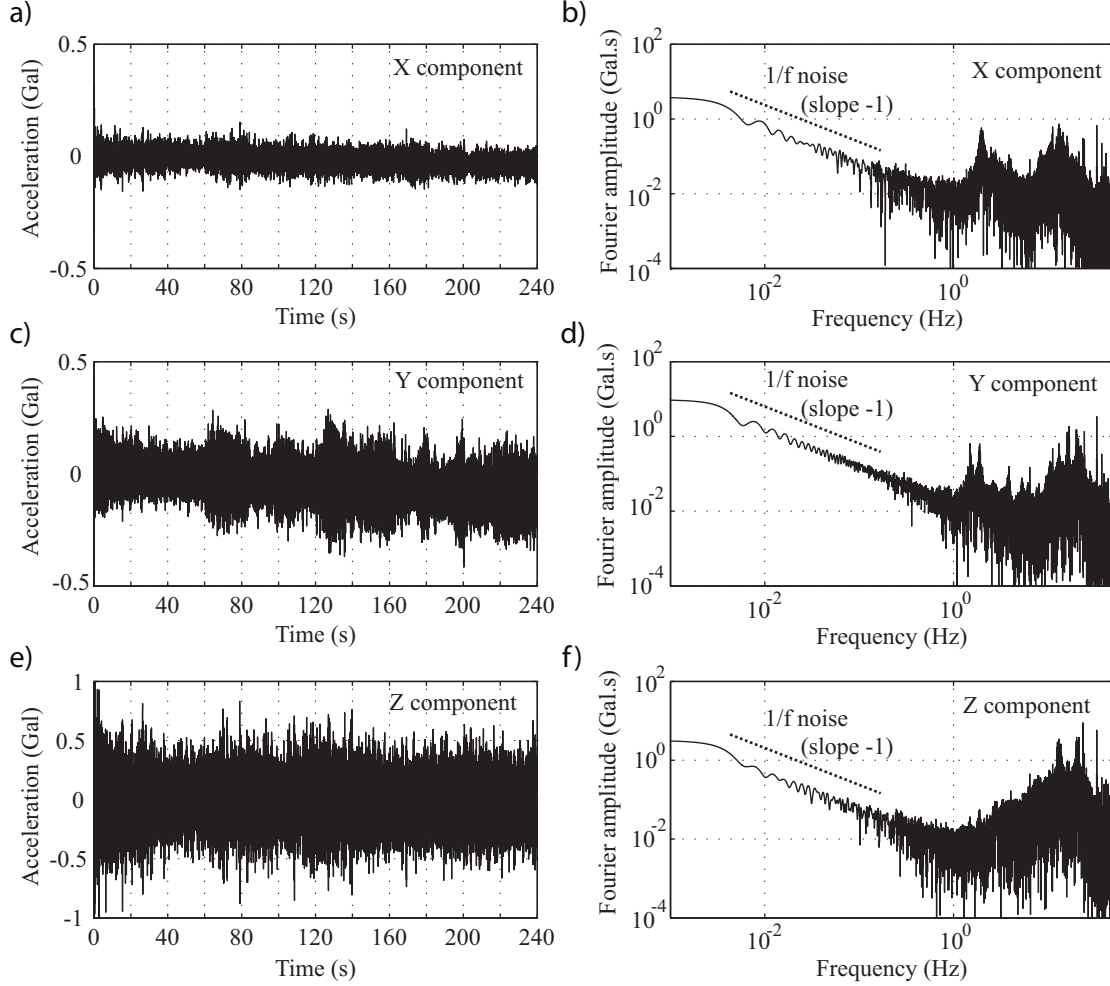 a)
0.5
X component
Acceleration (Gal)
0
-0.5
0 40 80 120 160 200 240
Time (s)
b)
10^2
1/f noise
(slope -1)
X component
Fourier amplitude (Gal.s)
10^0
10^-2
10^-4
10^-2 10^0
Frequency (Hz)
c)
0.5
Y component
Acceleration (Gal)
0
-0.5
0 40 80 120 160 200 240
Time (s)
d)
10^2
1/f noise
(slope -1)
Y component
Fourier amplitude (Gal.s)
10^0
10^-2
10^-4
10^-2 10^0
Frequency (Hz)
e)
1
Z component
Acceleration (Gal)
0.5
0
-0.5
-1
0 40 80 120 160 200 240
Time (s)
f)
10^2
1/f noise
(slope -1)
Z component
Fourier amplitude (Gal.s)
10^0
10^-2
10^-4
10^-2 10^0
Frequency (Hz)